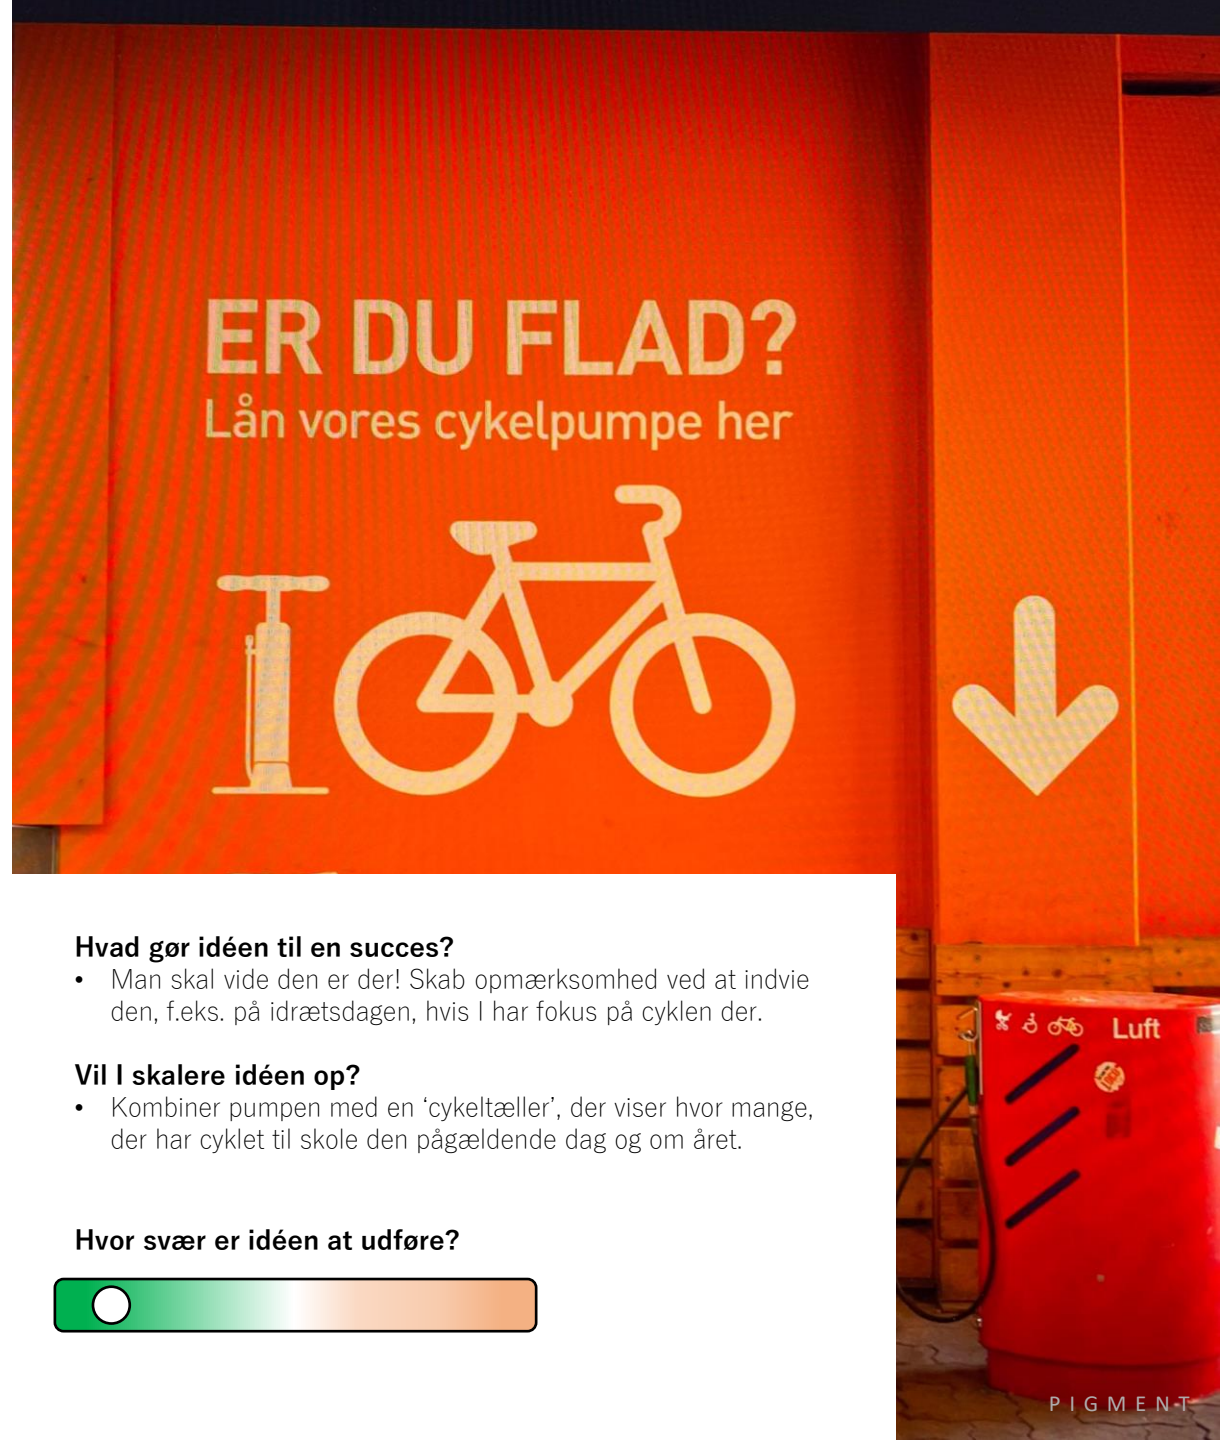 ER DU FLAD?
Lån vores cykelpumpe her
Luft
Hvad gør idéen til en succes?
• Man skal vide den er der! Skab opmærksomhed ved at indvie
den, f.eks. på idrætsdagen, hvis I har fokus på cyklen der.
Vil I skalere idéen op?
• Kombiner pumpen med en ‘cykeltæller’, der viser hvor mange,
der har cyklet til skole den pågældende dag og om året.
Hvor svær er idéen at udføre?
PIGMENT